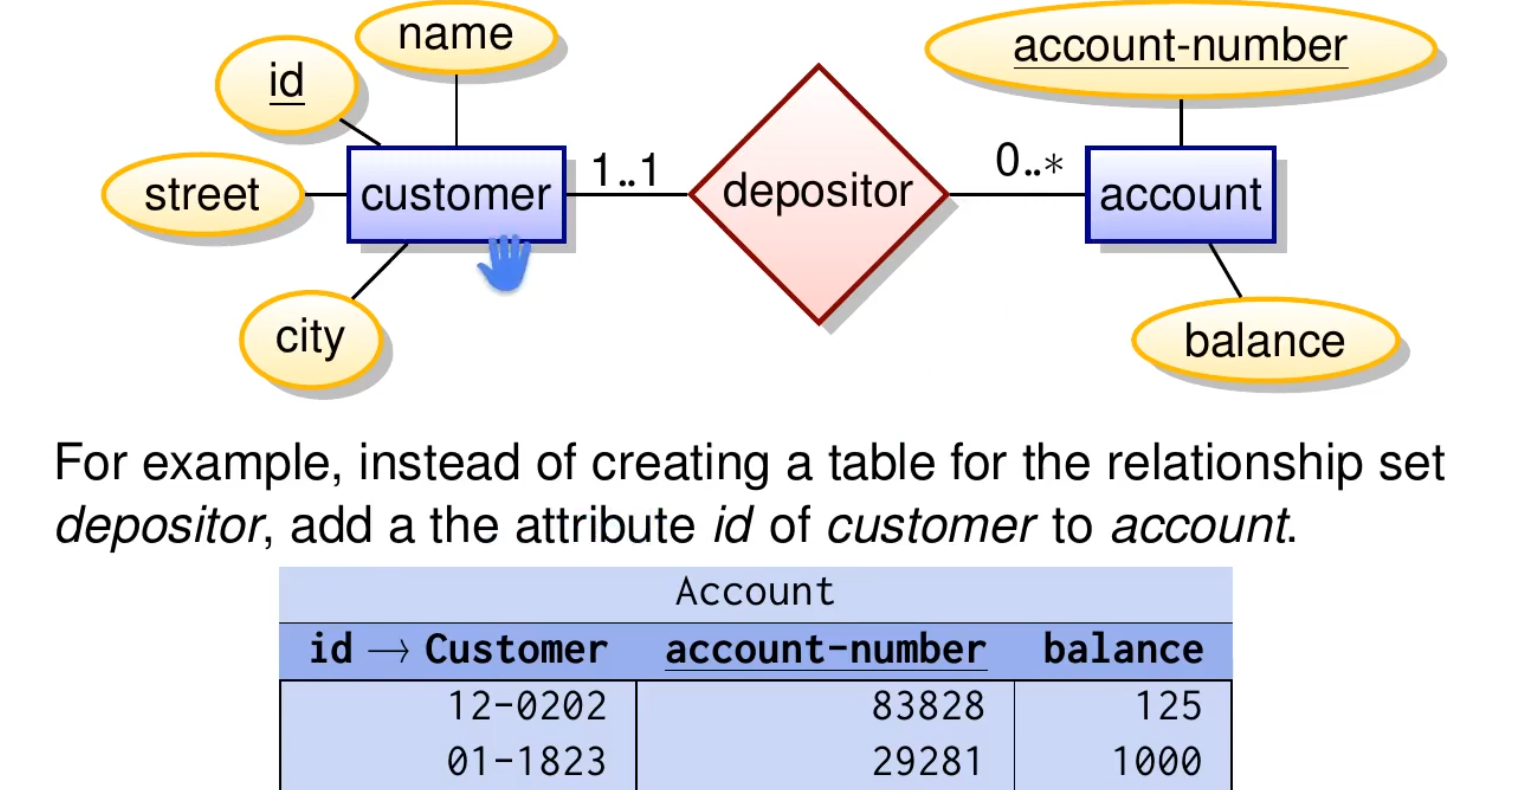 name
account-number
id
1..1
0..*
street
customer
depositor
account
city
balance
For example, instead of creating a table for the relationship set
depositor, add a the attribute id of customer to account.
Account
id → Customer account-number balance
12-0202 83828 125
01-1823 29281 1000